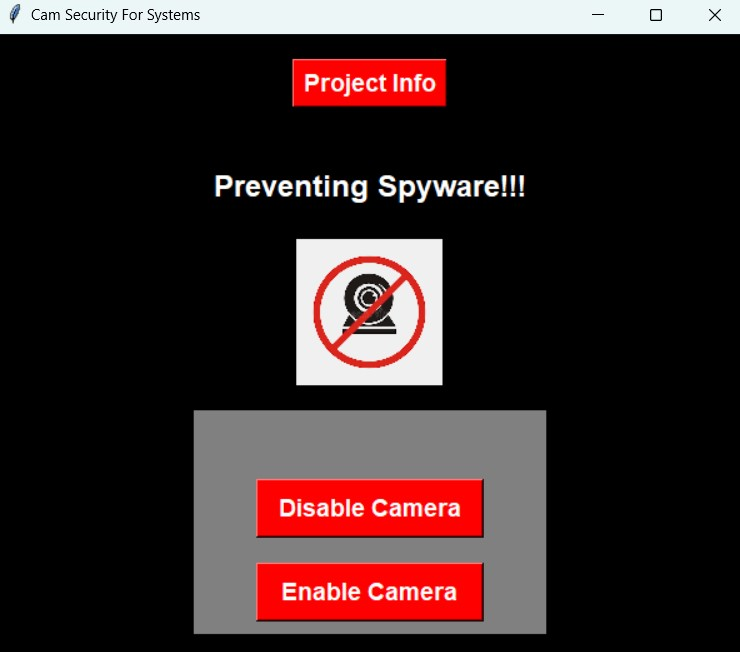 Cam Security For Systems
Project Info
Preventing Spyware!!!
Disable Camera
Enable Camera